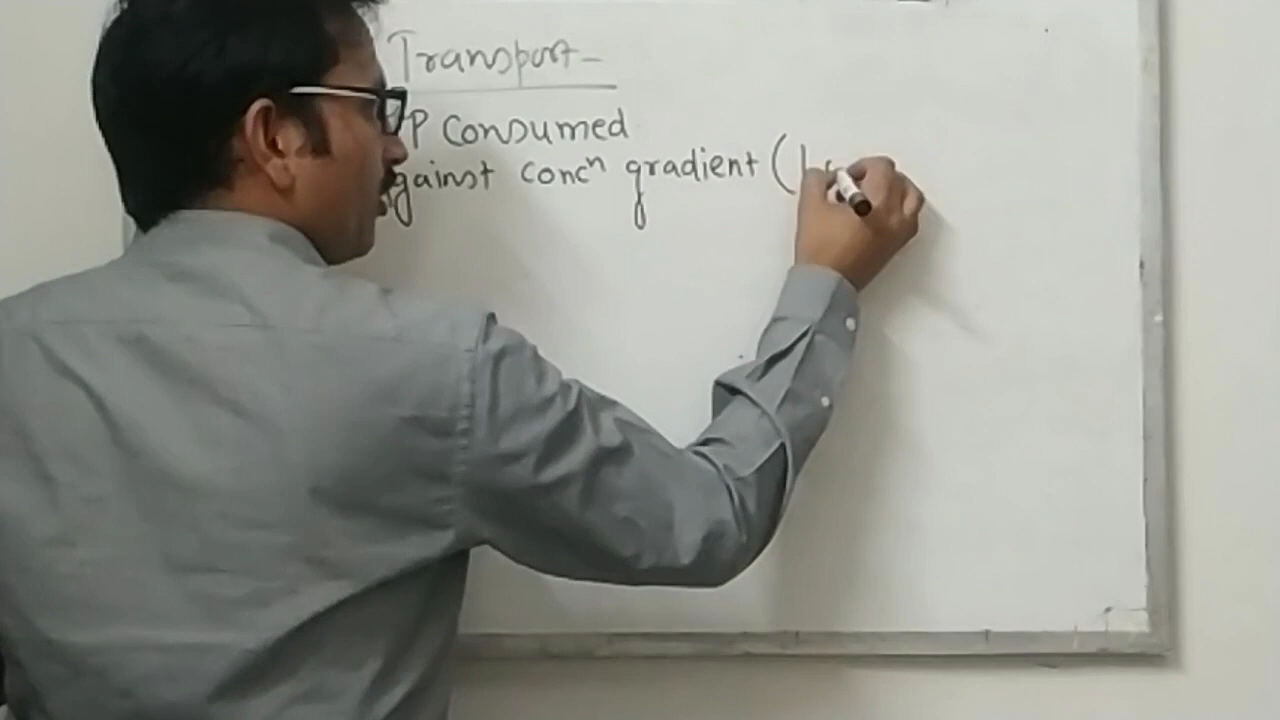 Transport-
P Consumed
gainst concⁿ gradient (